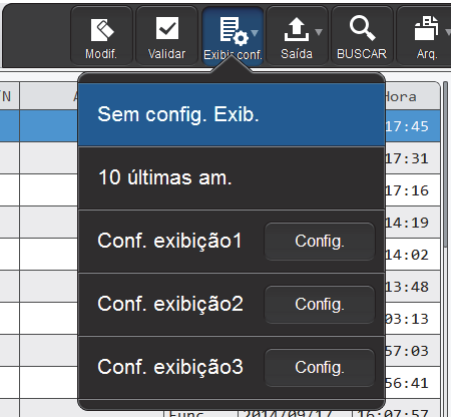 Modif. Validar Exibir conf. Saída BUSCAR Arq.
/N Hora
Sem config. Exib. 17:45
17:31
10 últimas am. 17:16
14:19
Conf. exibição1 Config. 14:02
13:48
Conf. exibição2 Config. 03:13
57:03
Conf. exibição3 Config. 56:41
Func 2014/09/17 16:07:57